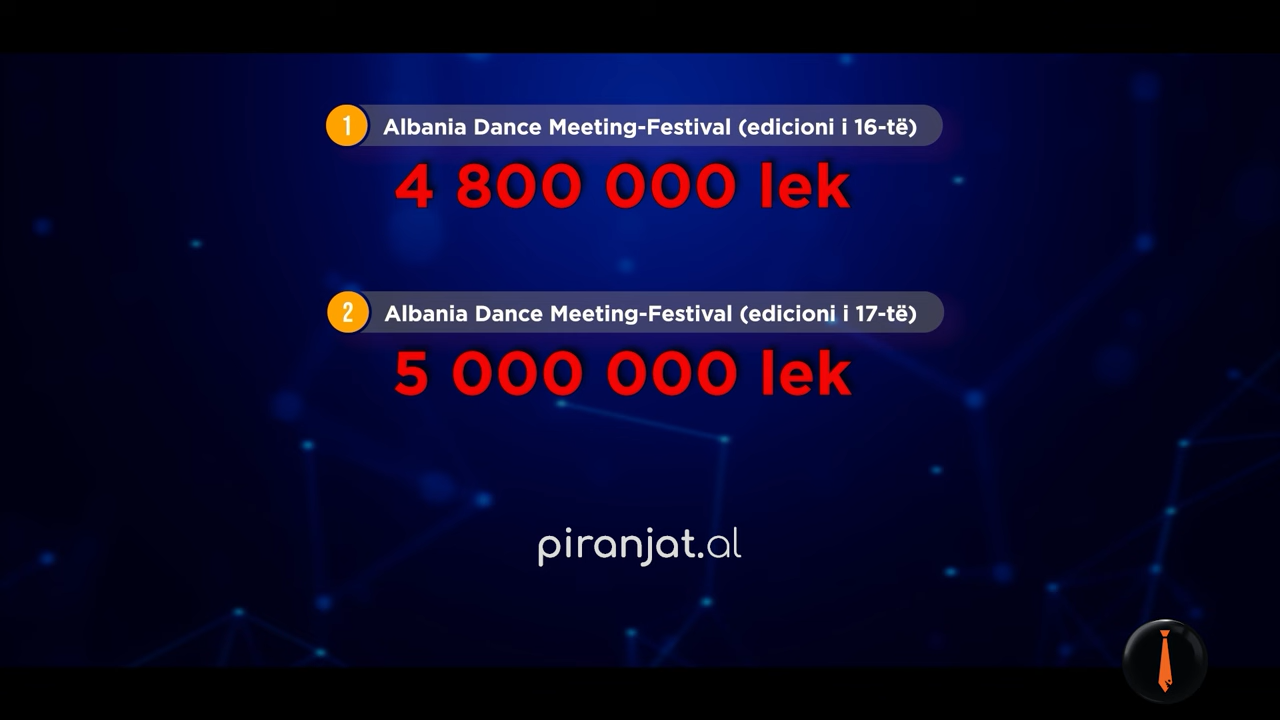 1 Albania Dance Meeting-Festival (edicioni i 16-të)
4 800 000 lek
2 Albania Dance Meeting-Festival (edicioni i 17-të)
5 000 000 lek
piranjat.al